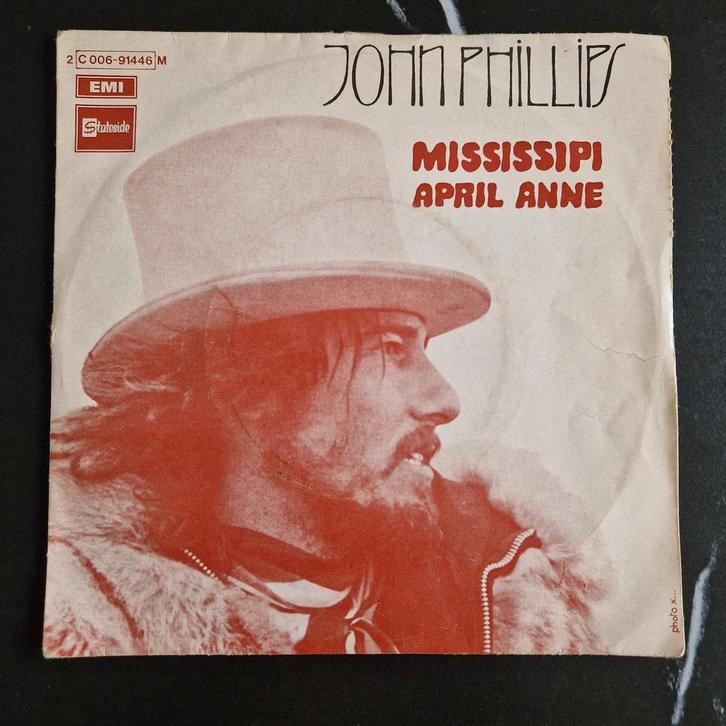 2 C 006-91446 M
EMI
Stateside
JOHN PHILLIPS
MISSISSIPI
APRIL ANNE
photo x...